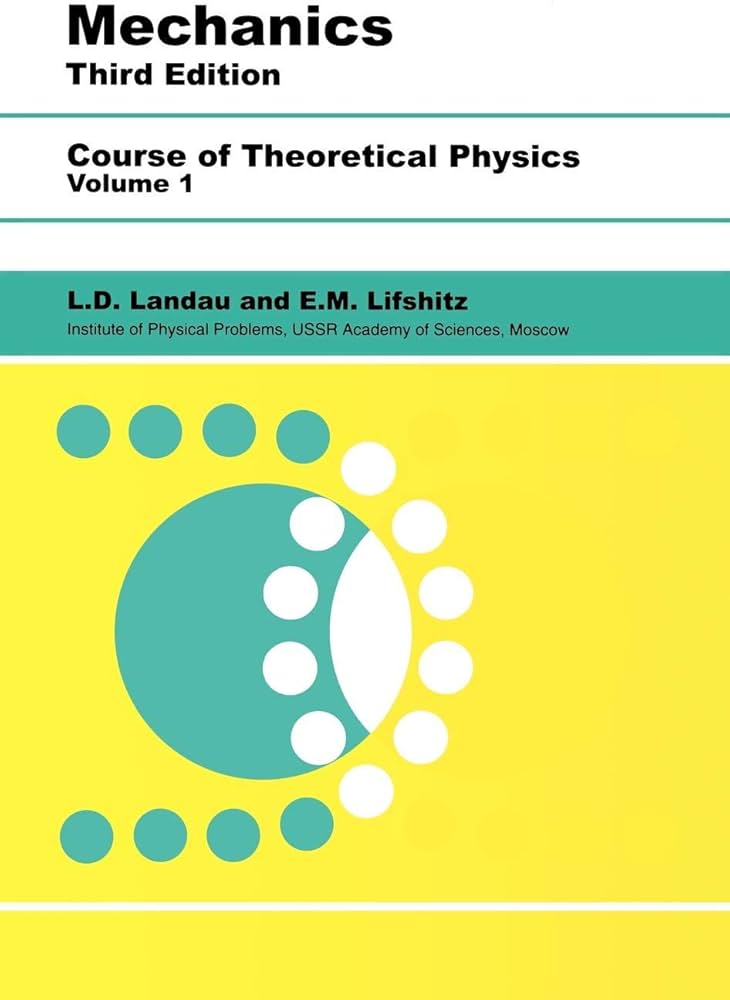 Mechanics
Third Edition
Course of Theoretical Physics
Volume 1
L.D. Landau and E.M. Lifshitz
Institute of Physical Problems, USSR Academy of Sciences, Moscow